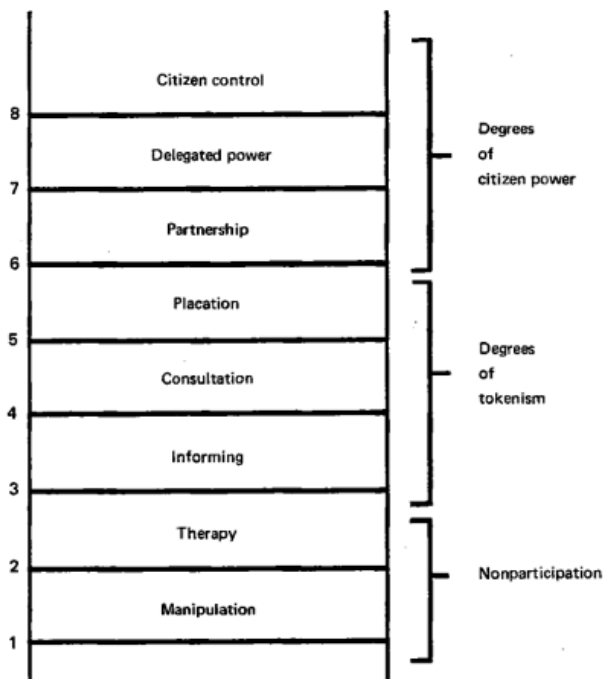 Citizen control
8
Delegated power
7
Partnership
6
Placation
5
Consultation
4
Informing
3
Therapy
2
Manipulation
1
Degrees
of
citizen power
Degrees
of
tokenism
Nonparticipation